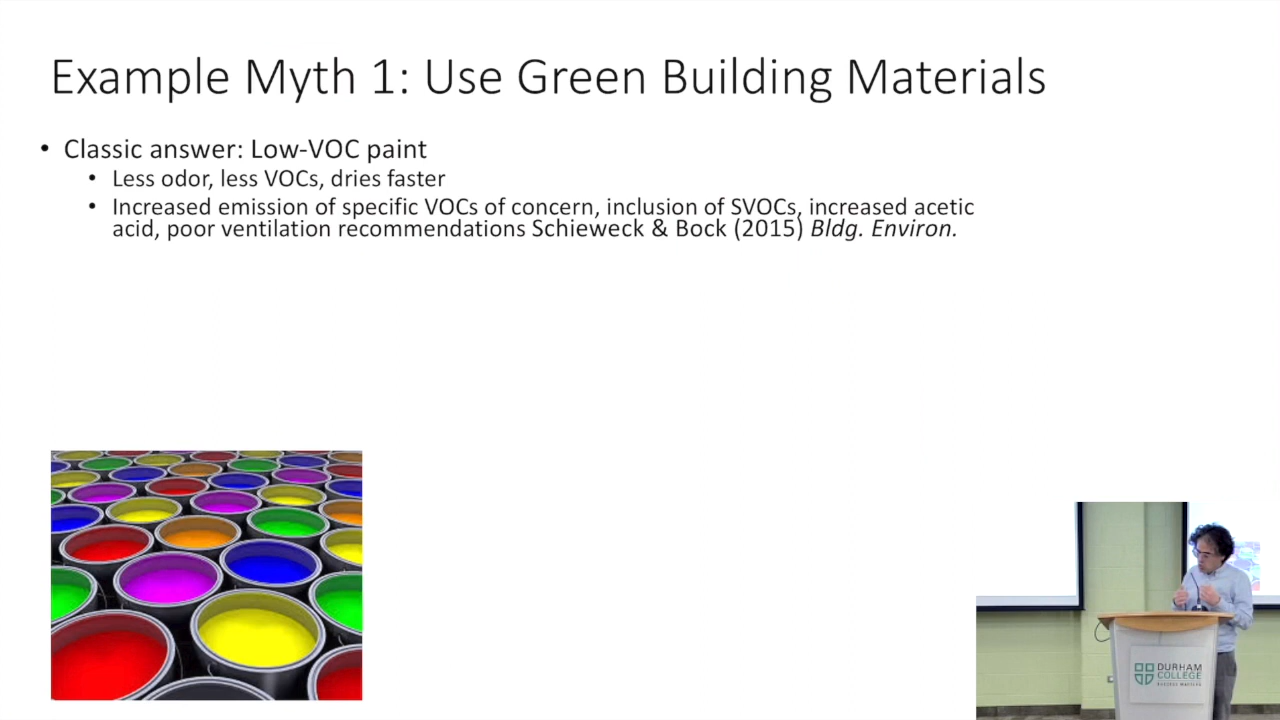 Example Myth 1: Use Green Building Materials
• Classic answer: Low-VOC paint
• Less odor, less VOCs, dries faster
• Increased emission of specific VOCs of concern, inclusion of SVOCs, increased acetic
acid, poor ventilation recommendations Schieweck & Bock (2015) Bldg. Environ.
DURHAM
COLLEGE
SUCCESS MATTERS